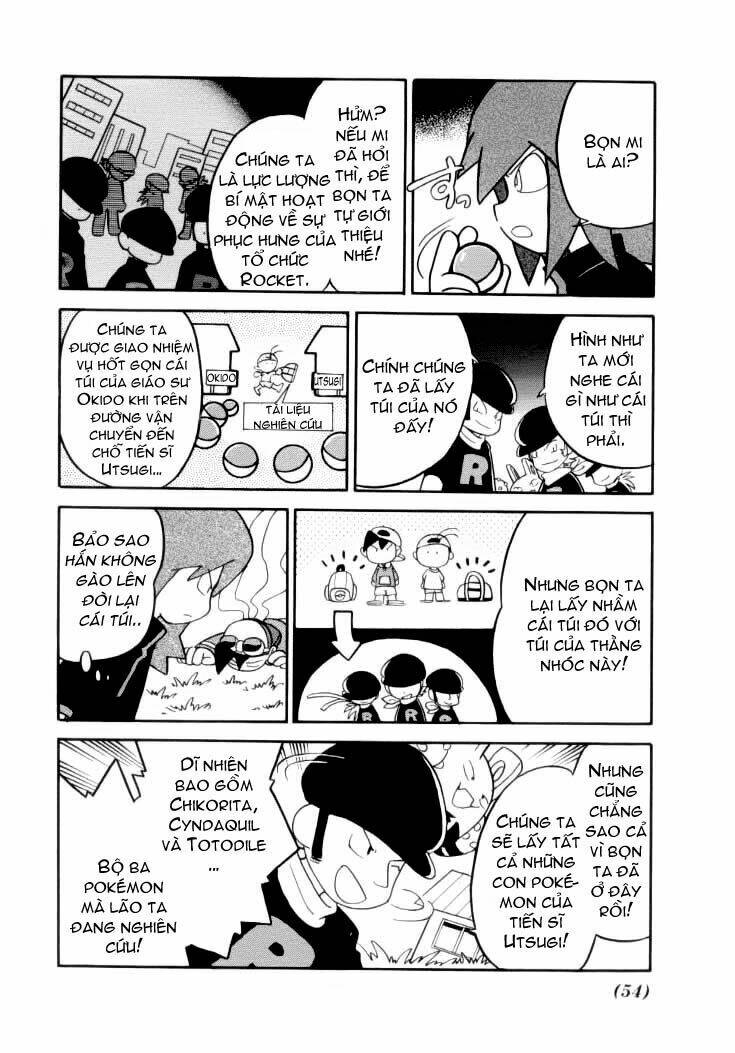 BỌN MI
LÀ AI?
HỬM?
NẾU MI
ĐÃ HỎI
THÌ, ĐỂ
BỌN TA
TỰ GIỚI
THIỆU
NHÉ!
CHÚNG TA
LÀ LỰC LƯỢNG
BÍ MẬT HOẠT
ĐỘNG VỀ SỰ
PHỤC HƯNG CỦA
TỔ CHỨC
ROCKET.
R
R
R
HÌNH NHƯ
TA MỚI
NGHE CÁI
GÌ NHƯ CÁI
TÚI THÌ
PHẢI.
CHÍNH CHÚNG
TA ĐÃ LẤY
TÚI CỦA NÓ
ĐẤY!
R
CHÚNG TA
ĐƯỢC GIAO NHIỆM
VỤ HỐT GỌN CÁI
TÚI CỦA GIÁO SƯ
OKIDO KHI TRÊN
ĐƯỜNG VẬN
CHUYỂN ĐẾN
CHỖ TIẾN SĨ
UTSUGI...
OKIDO
UTSUGI
TÀI LIỆU
NGHIÊN CỨU
NHƯNG BỌN TA
LẠI LẤY NHẦM
CÁI TÚI ĐÓ VỚI
TÚI CỦA THẰNG
NHÓC NÀY!
R
R
R
BẢO SAO
HẮN KHÔNG
GÀO LÊN
ĐÒI LẠI
CÁI TÚI..
NHƯNG
CŨNG
CHẲNG
SAO CẢ
VÌ BỌN
TA ĐÃ
Ở ĐÂY
RỒI!
CHÚNG TA
SẼ LẤY TẤT
CẢ NHỮNG
CON POKÉ-
MON CỦA
TIẾN SĨ
UTSUGI!
DĨ NHIÊN
BAO GỒM
CHIKORITA,
CYNDAQUIL
VÀ TOTODILE
...
BỘ BA
POKÉMON
MÀ LÃO TA
ĐANG NGHIÊN
CỨU!
R
(54)